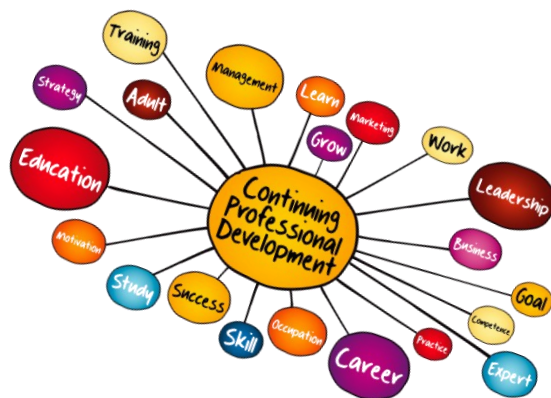 Training
Management
Strategy
Adult
Learn
Marketing
Grow
Work
Education
Leadership
Continuing
Professional
Development
Motivation
Business
Study
Success
Goal
Skill
Occupation
Competence
Career
Practice
Expert